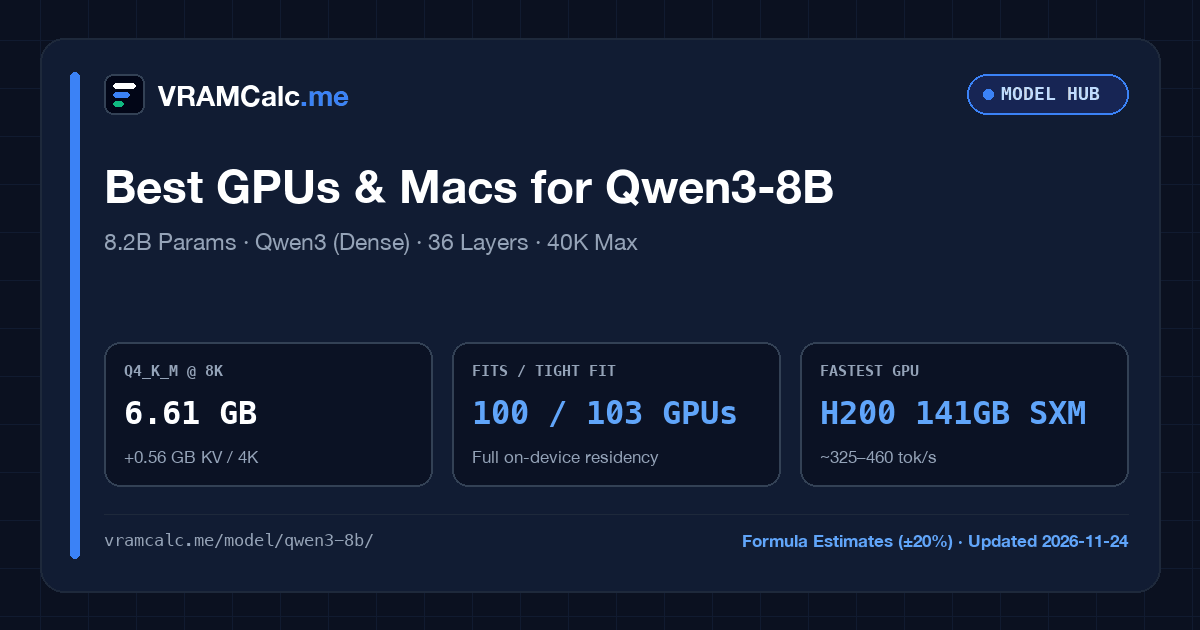 VRAMCalc.me
MODEL HUB
Best GPUs & Macs for Qwen3-8B
8.2B Params · Qwen3 (Dense) · 36 Layers · 40K Max
Q4_K_M @ 8K
6.61 GB
+0.56 GB KV / 4K
FITS / TIGHT FIT
100 / 103 GPUs
Full on-device residency
FASTEST GPU
H200 141GB SXM
~325–460 tok/s
vramcalc.me/model/qwen3-8b/
Formula Estimates (±20%) · Updated 2026-11-24